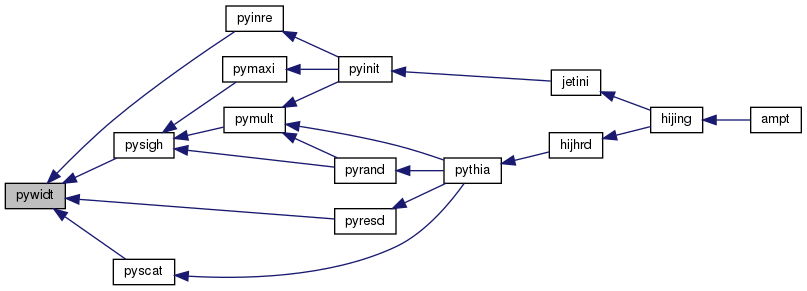 pyinre
pymaxi
pyinit
jetini
pymult
hijing
ampt
pysigh
hijhrd
pyrand
pythia
pywidt
pyresd
pyscat